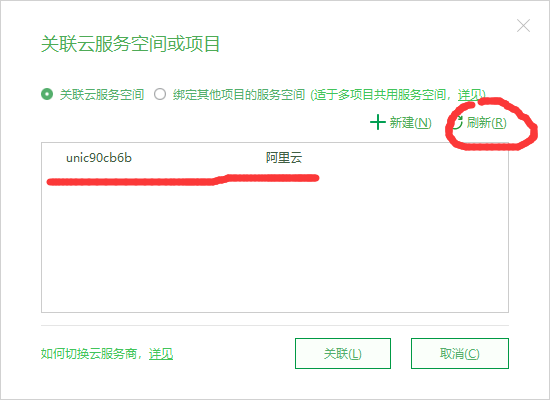 关联云服务空间或项目
关联云服务空间 绑定其他项目的服务空间 (适于多项目共用服务空间，详见)
新建(N) 刷新(R)
unic90cb6b 阿里云
如何切换云服务商，详见 关联(L) 取消(C)